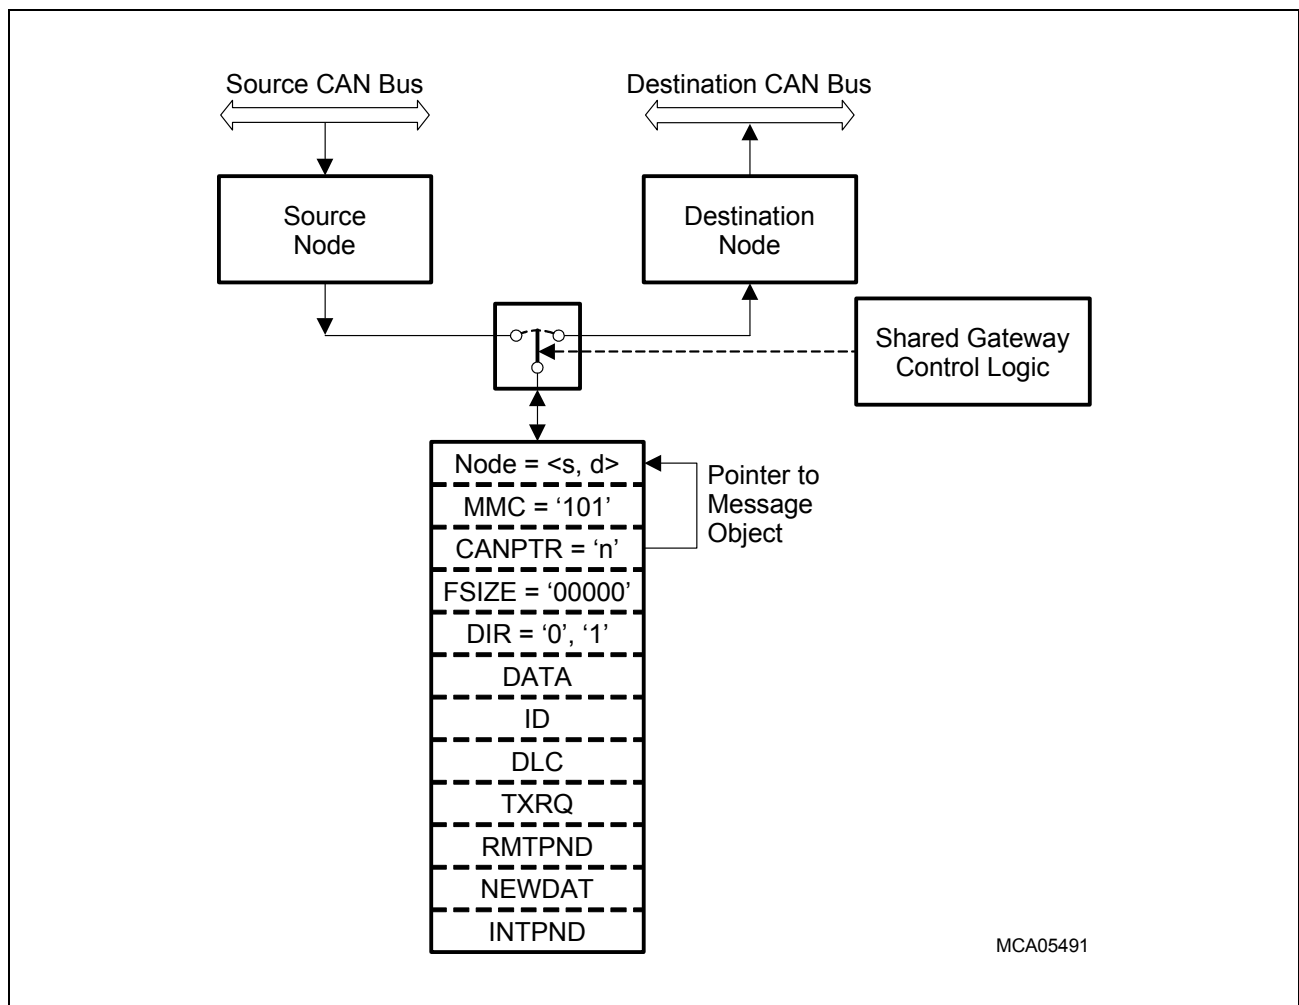 Source CAN Bus
Destination CAN Bus
Source
Node
Destination
Node
Shared Gateway
Control Logic
Node = <s, d>
MMC = ‘101’
CANPTR = ‘n’
FSIZE = ‘00000’
DIR = ‘0’, ‘1’
DATA
ID
DLC
TXRQ
RMTPND
NEWDAT
INTPND
Pointer to
Message
Object
MCA05491